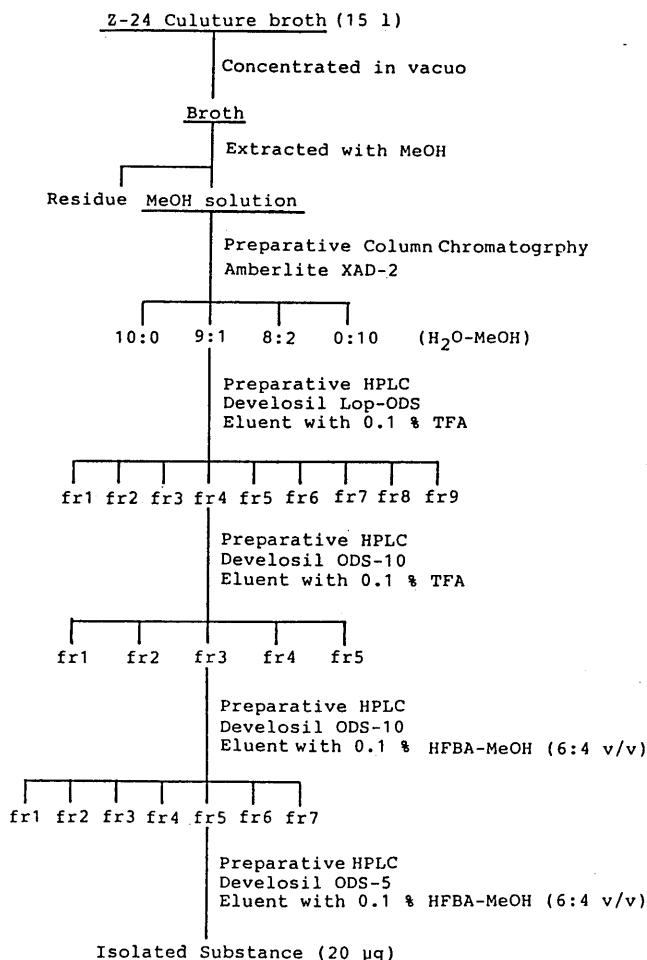 Z-24 Culuture broth (15 l)
Concentrated in vacuo
Broth
Extracted with MeOH
Residue MeOH solution
Preparative Column Chromatogrphy
Amberlite XAD-2
10:0 9:1 8:2 0:10 (H2O-MeOH)
Preparative HPLC
Develosil Lop-ODS
Eluent with 0.1 % TFA
fr1 fr2 fr3 fr4 fr5 fr6 fr7 fr8 fr9
Preparative HPLC
Develosil ODS-10
Eluent with 0.1 % TFA
fr1 fr2 fr3 fr4 fr5
Preparative HPLC
Develosil ODS-10
Eluent with 0.1 % HFBA-MeOH (6:4 v/v)
fr1 fr2 fr3 fr4 fr5 fr6 fr7
Preparative HPLC
Develosil ODS-5
Eluent with 0.1 % HFBA-MeOH (6:4 v/v)
Isolated Substance (20 µg)